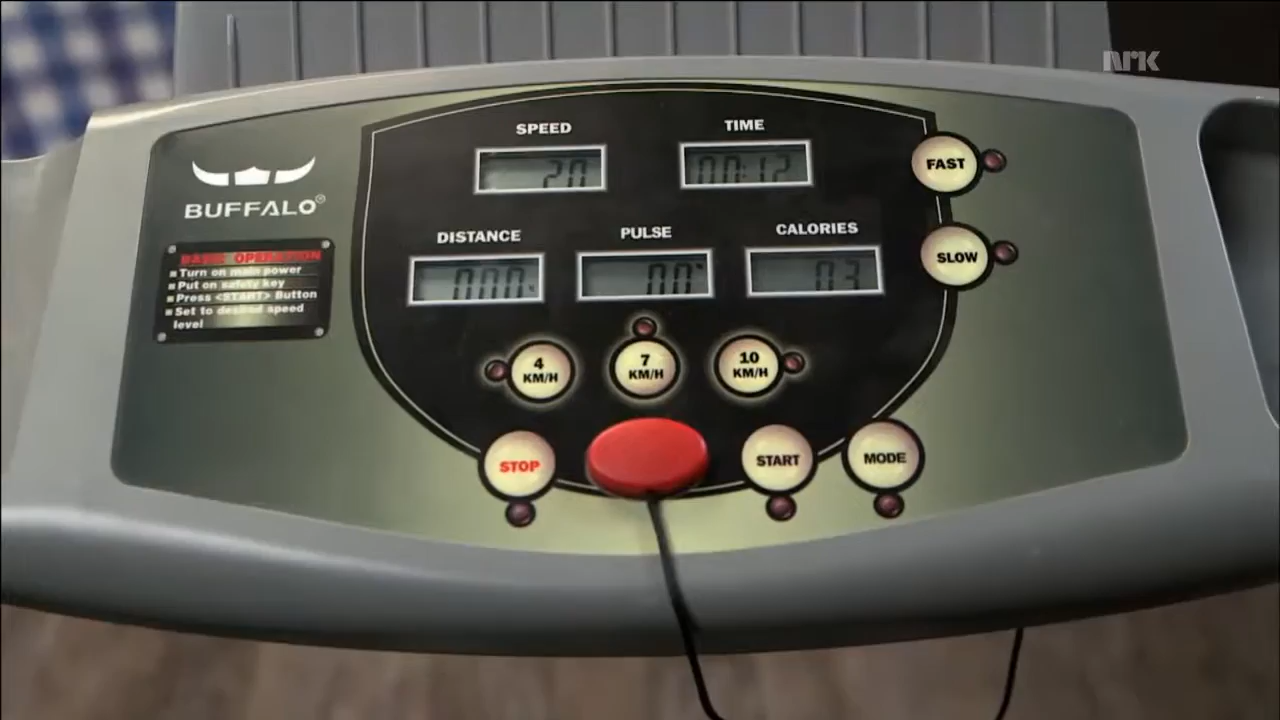 nrk
SPEED
20
TIME
00:12
FAST
BUFFALO®
BASIC OPERATION
■ Turn on main power
■ Put on safety key
■ Press <START> Button
■ Set to desired speed
level
DISTANCE
PULSE
CALORIES
SLOW
000
00
0.3
4
KM/H
7
KM/H
10
KM/H
STOP
START
MODE